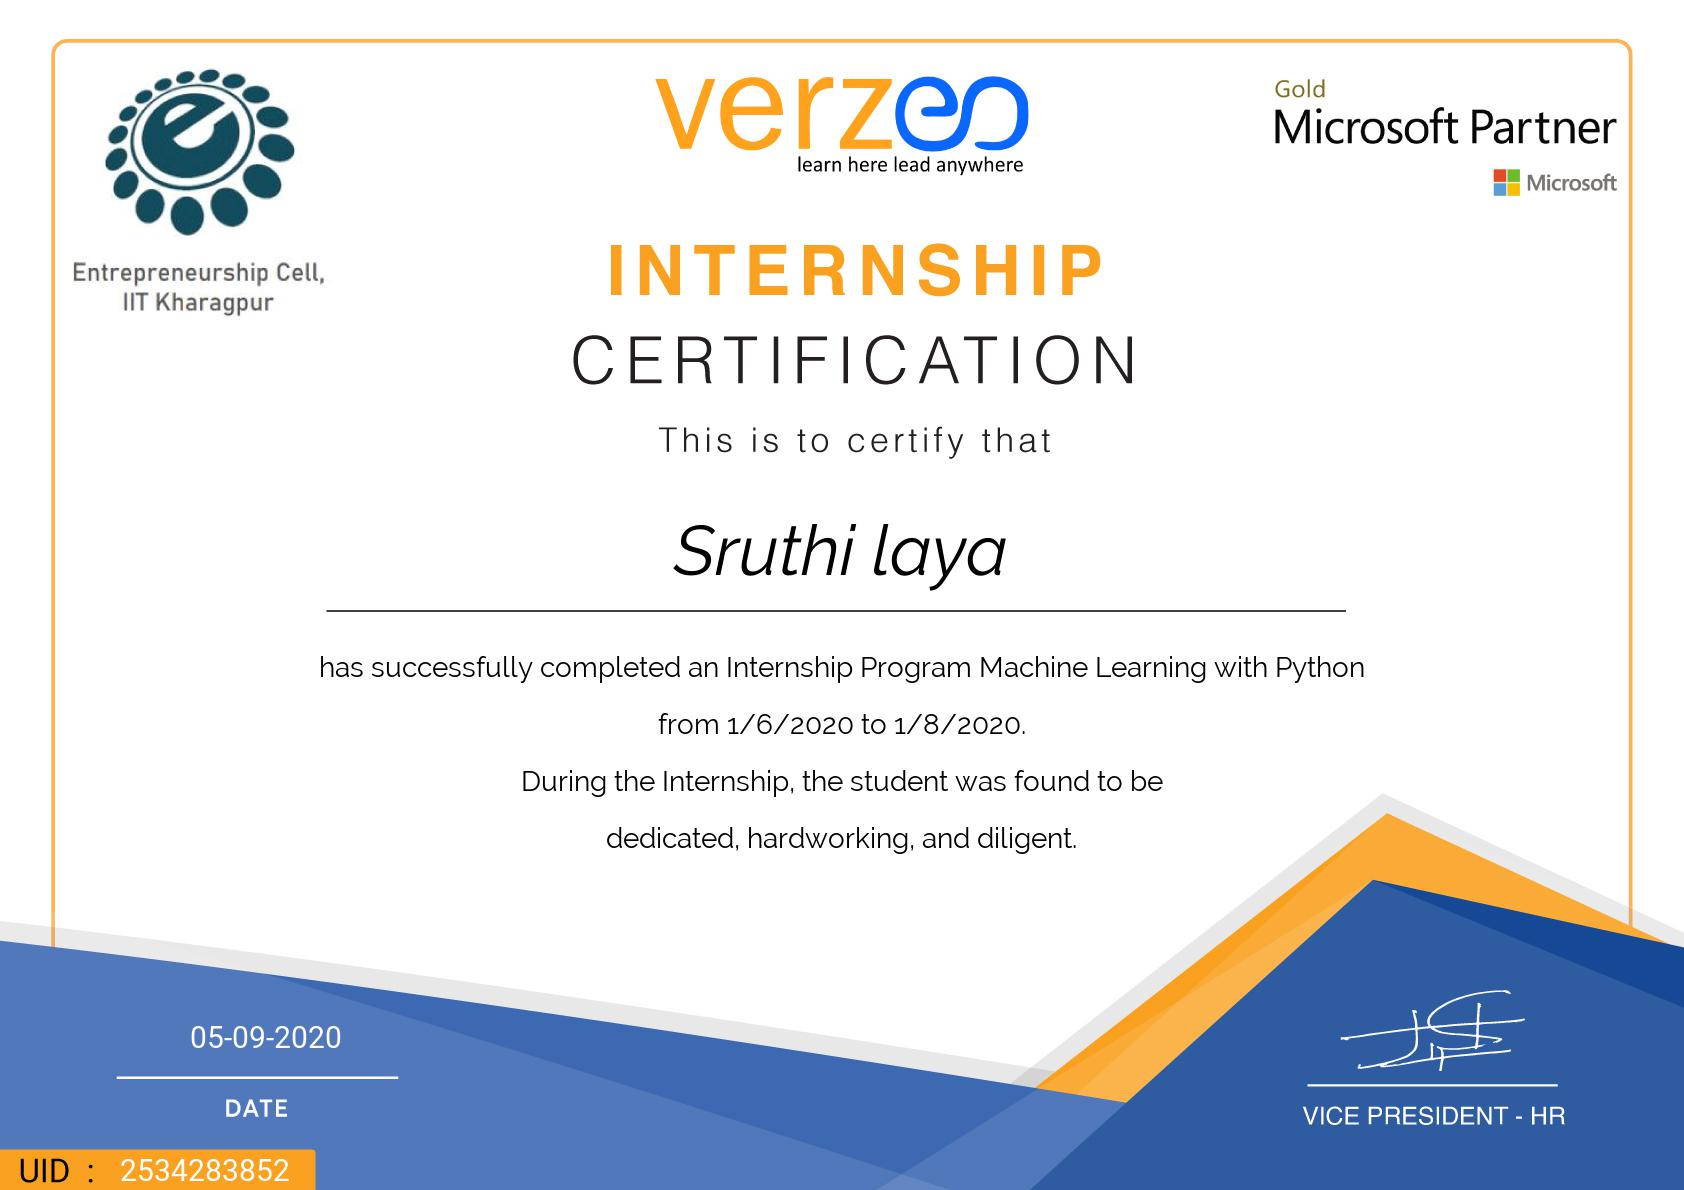 verzeo
learn here lead anywhere
Gold
Microsoft Partner
Microsoft
Entrepreneurship Cell,
IIT Kharagpur
INTERNSHIP
CERTIFICATION
This is to certify that
Sruthi laya
has successfully completed an Internship Program Machine Learning with Python
from 1/6/2020 to 1/8/2020.
During the Internship, the student was found to be
dedicated, hardworking, and diligent.
05-09-2020
DATE
VICE PRESIDENT - HR
UID : 2534283852